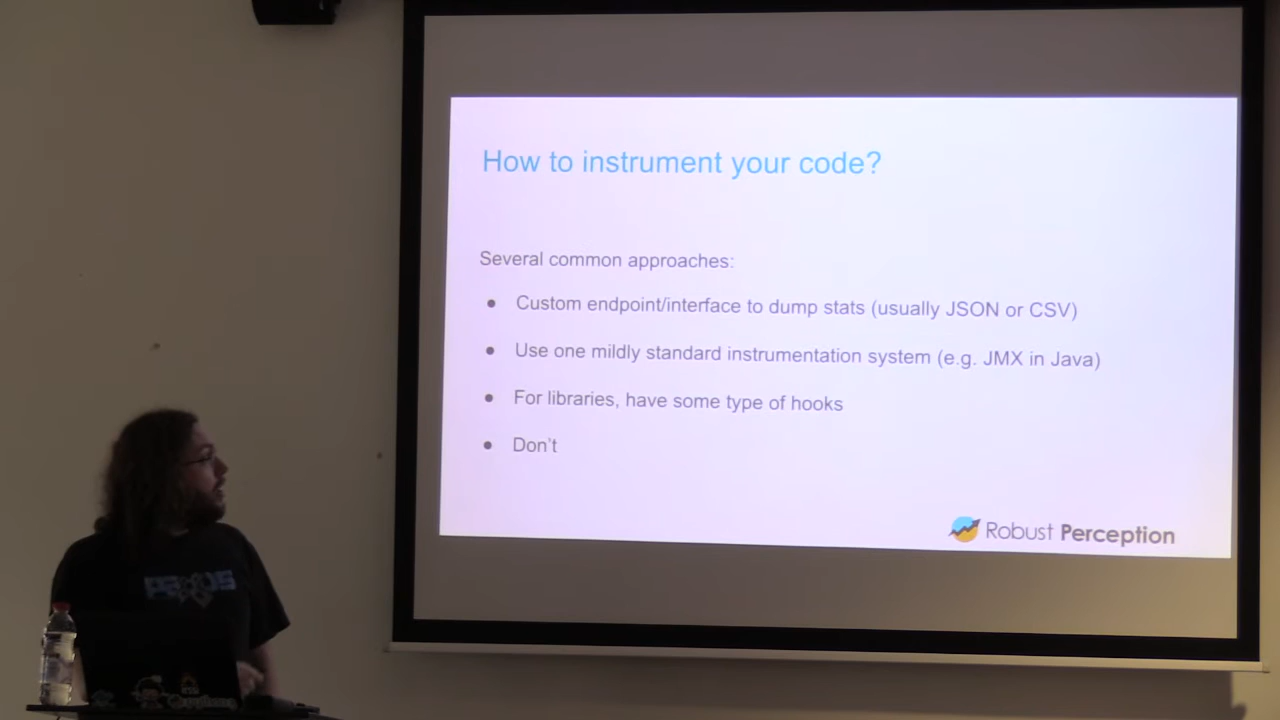 How to instrument your code?
Several common approaches:
● Custom endpoint/interface to dump stats (usually JSON or CSV)
● Use one mildly standard instrumentation system (e.g. JMX in Java)
● For libraries, have some type of hooks
● Don't
Robust Perception